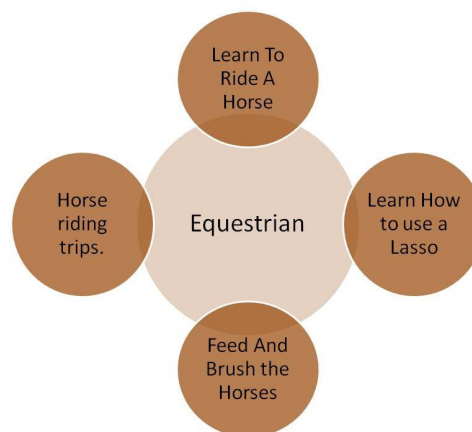 Learn To
Ride A
Horse
Horse
riding
trips.
Equestrian
Learn How
to use a
Lasso
Feed And
Brush the
Horses